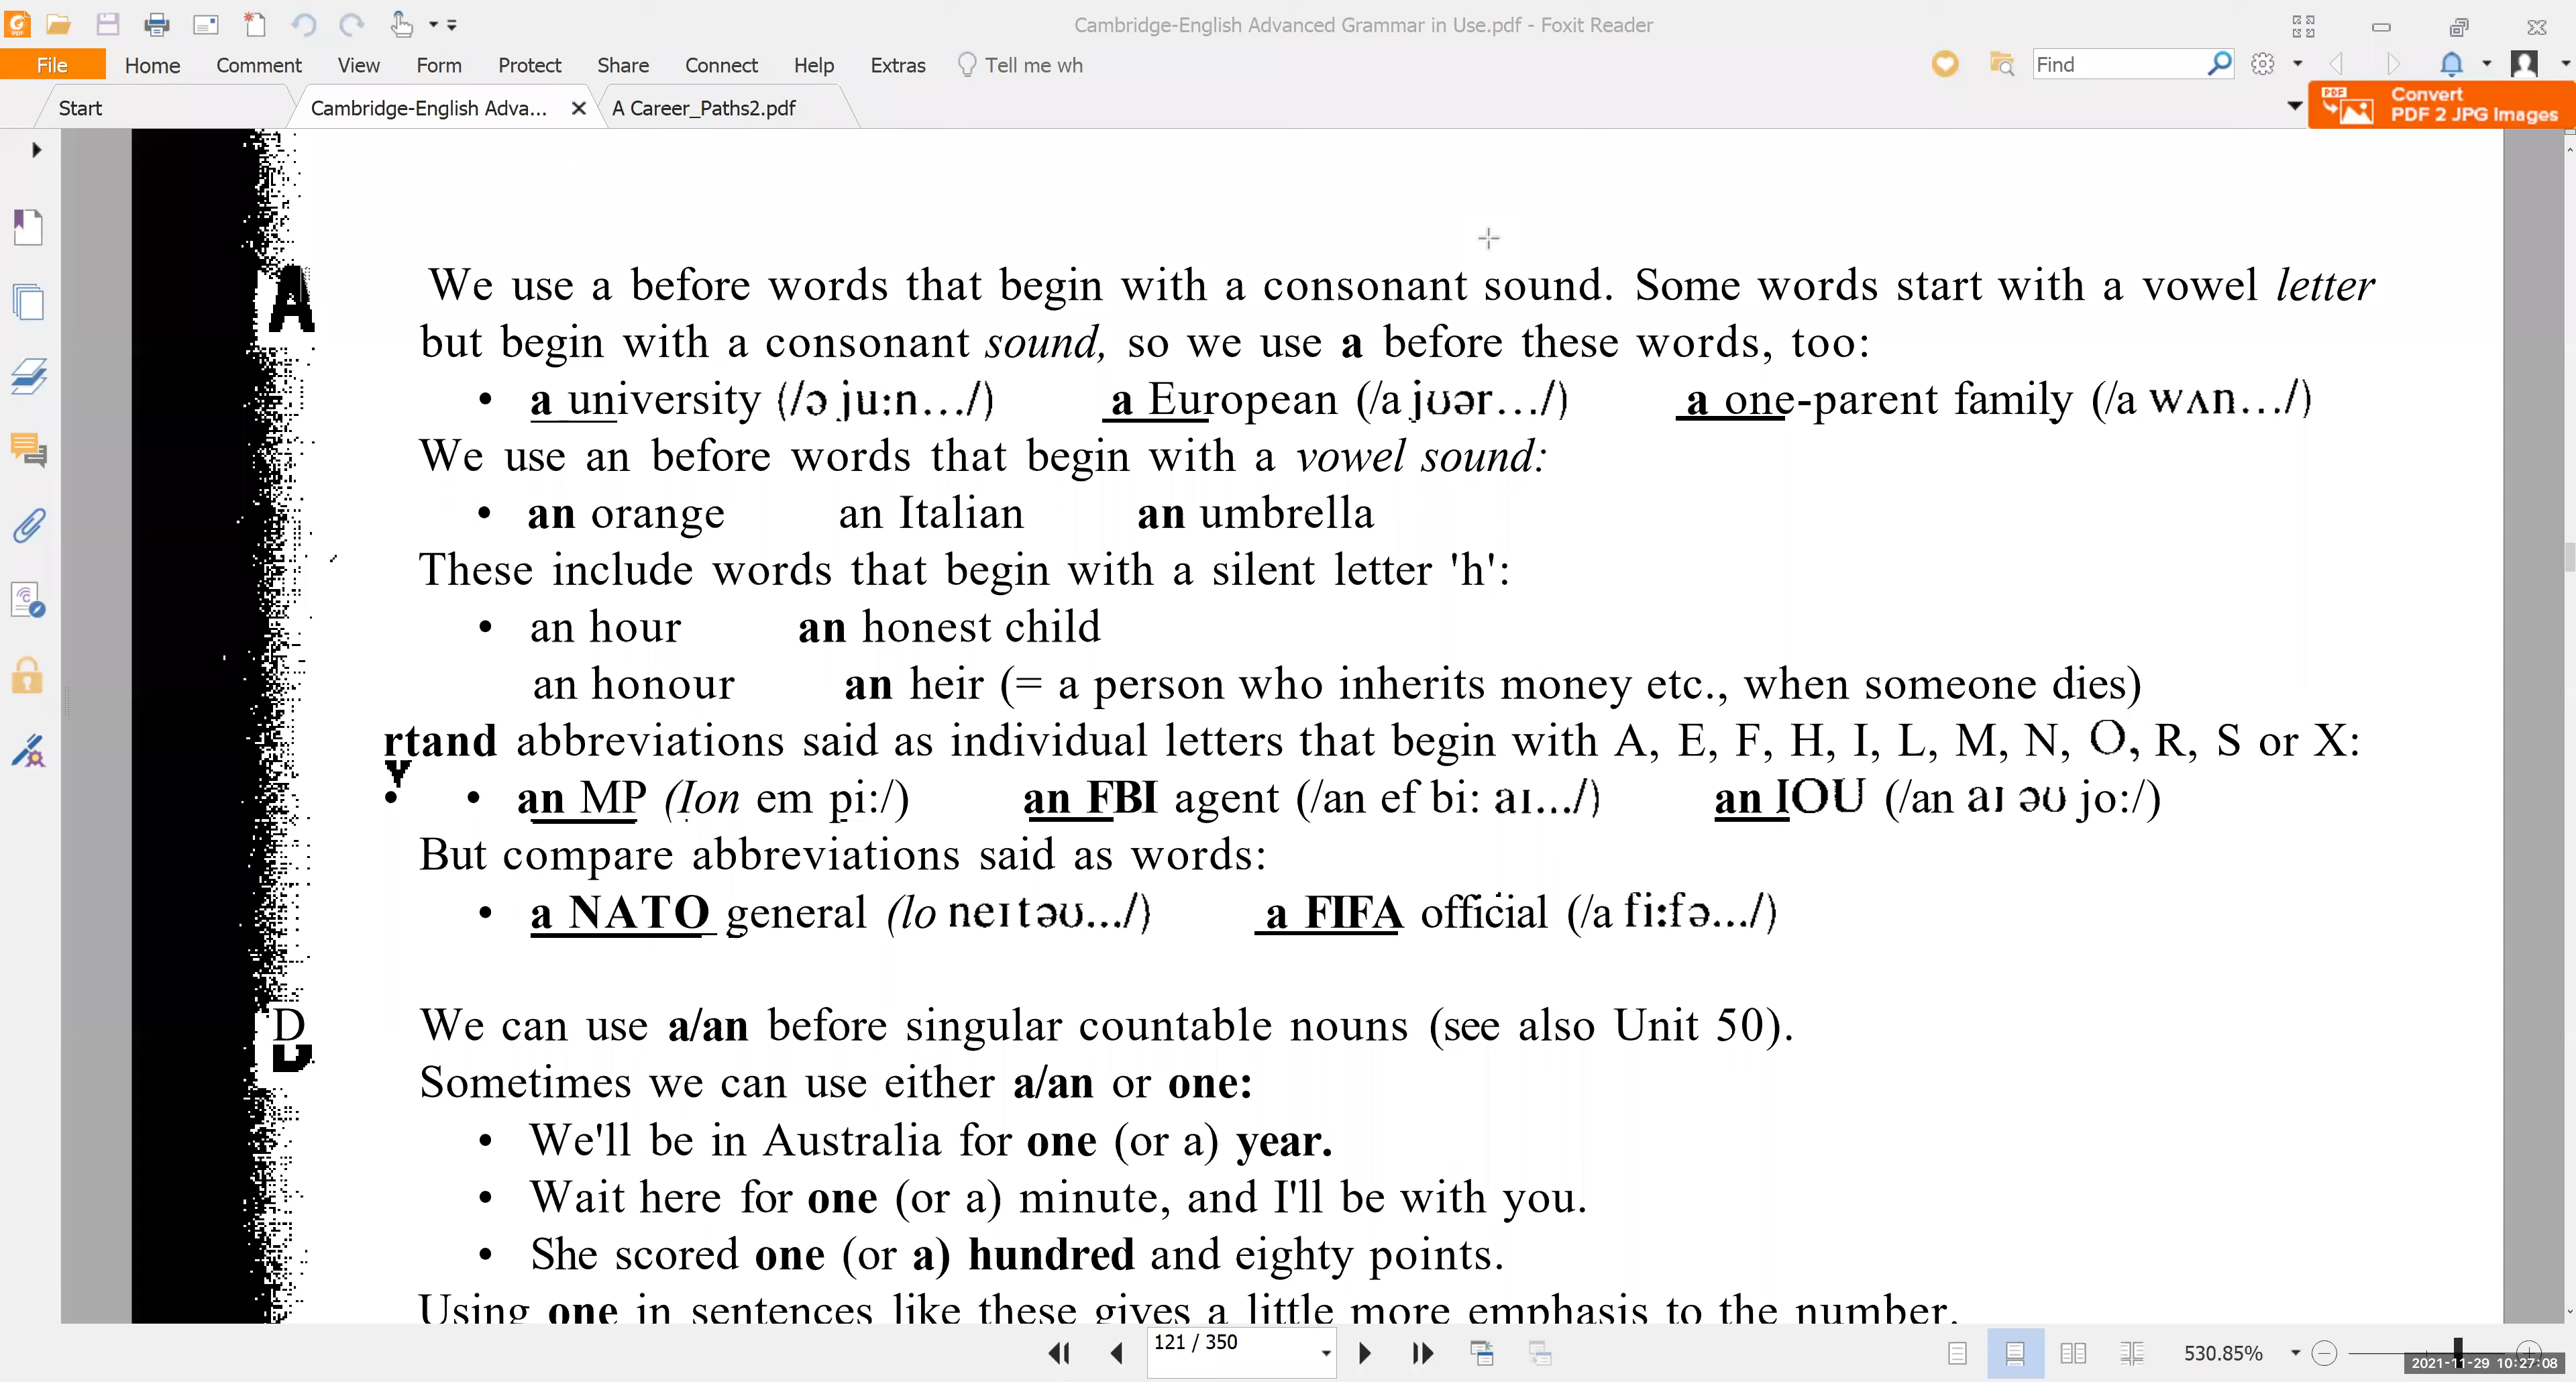 Cambridge-English Advanced Grammar in Use.pdf - Foxit Reader
File Home Comment View Form Protect Share Connect Help Extras Tell me wh Find
Start Cambridge-English Adva... A Career_Paths2.pdf
PDF Convert
PDF 2 JPG Images
A We use a before words that begin with a consonant sound. Some words start with a vowel letter
but begin with a consonant sound, so we use a before these words, too:
• a university (/ə juːn.../) a European (/a jʊər.../) a one-parent family (/a wʌn.../)
We use an before words that begin with a vowel sound:
• an orange an Italian an umbrella
These include words that begin with a silent letter 'h':
• an hour an honest child
an honour an heir (= a person who inherits money etc., when someone dies)
rtand abbreviations said as individual letters that begin with A, E, F, H, I, L, M, N, O, R, S or X:
• • an MP (Ion em pi:/) an FBI agent (/an ef bi: aɪ.../) an IOU (/an aɪ əʊ jo:/)
But compare abbreviations said as words:
• a NATO general (lo neɪtəʊ.../) a FIFA official (/a fi:fə.../)
D We can use a/an before singular countable nouns (see also Unit 50).
Sometimes we can use either a/an or one:
• We'll be in Australia for one (or a) year.
• Wait here for one (or a) minute, and I'll be with you.
• She scored one (or a) hundred and eighty points.
Using one in sentences like these gives a little more emphasis to the number.
121 / 350 530.85%
2021-11-29 10:27:08